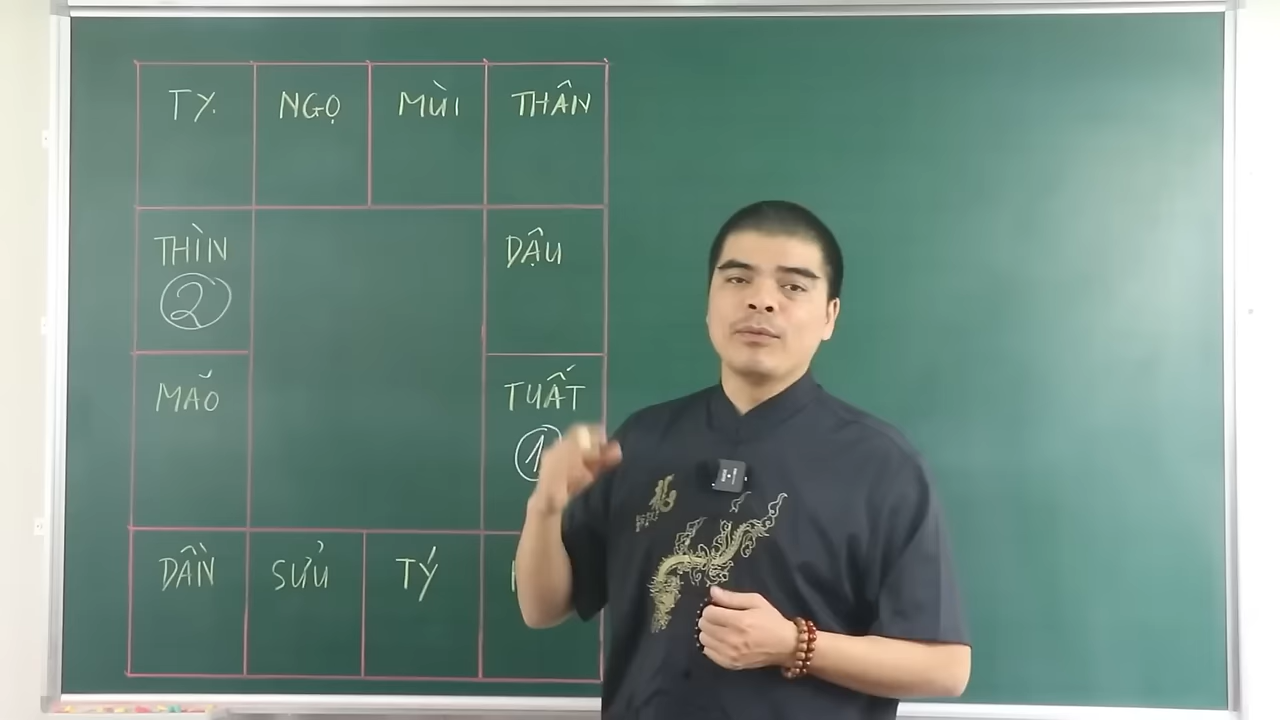 TỴ
NGỌ
MÙI
THÂN
THÌN
2
DẬU
MÃO
TUẤT
1
DẦN
SỬU
TÝ